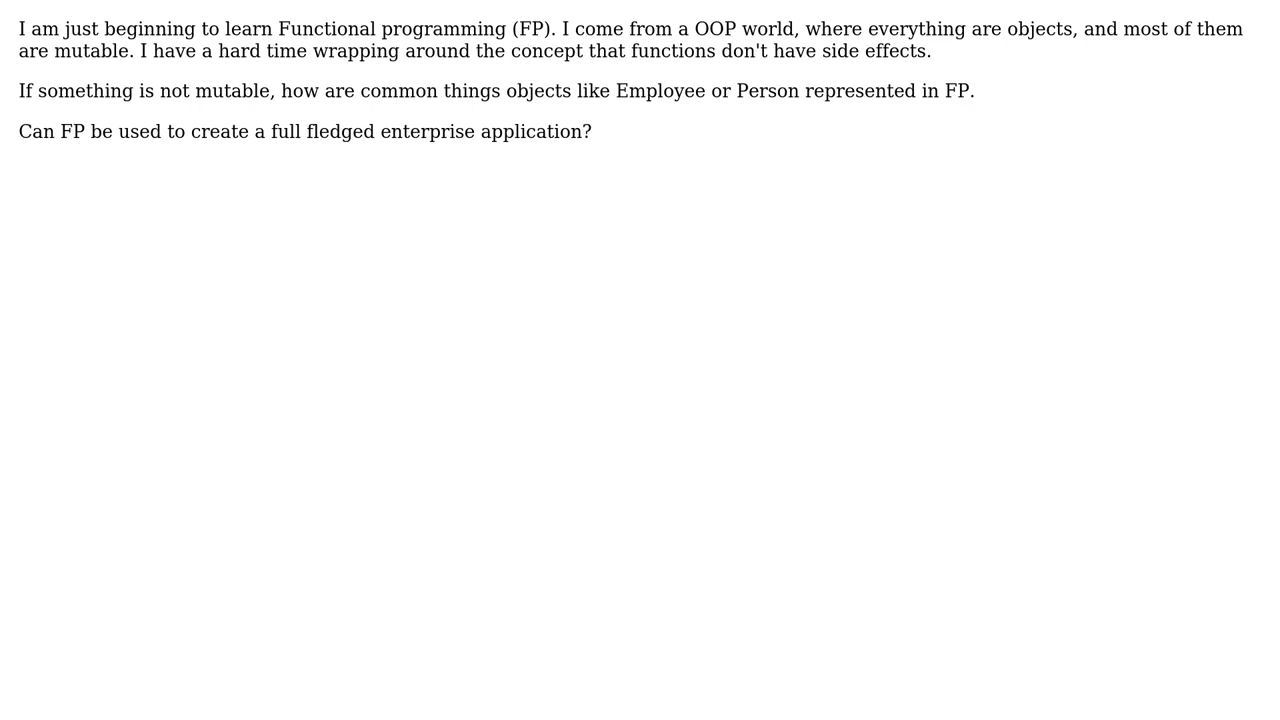 I am just beginning to learn Functional programming (FP). I come from a OOP world, where everything are objects, and most of them
are mutable. I have a hard time wrapping around the concept that functions don't have side effects.
If something is not mutable, how are common things objects like Employee or Person represented in FP.
Can FP be used to create a full fledged enterprise application?